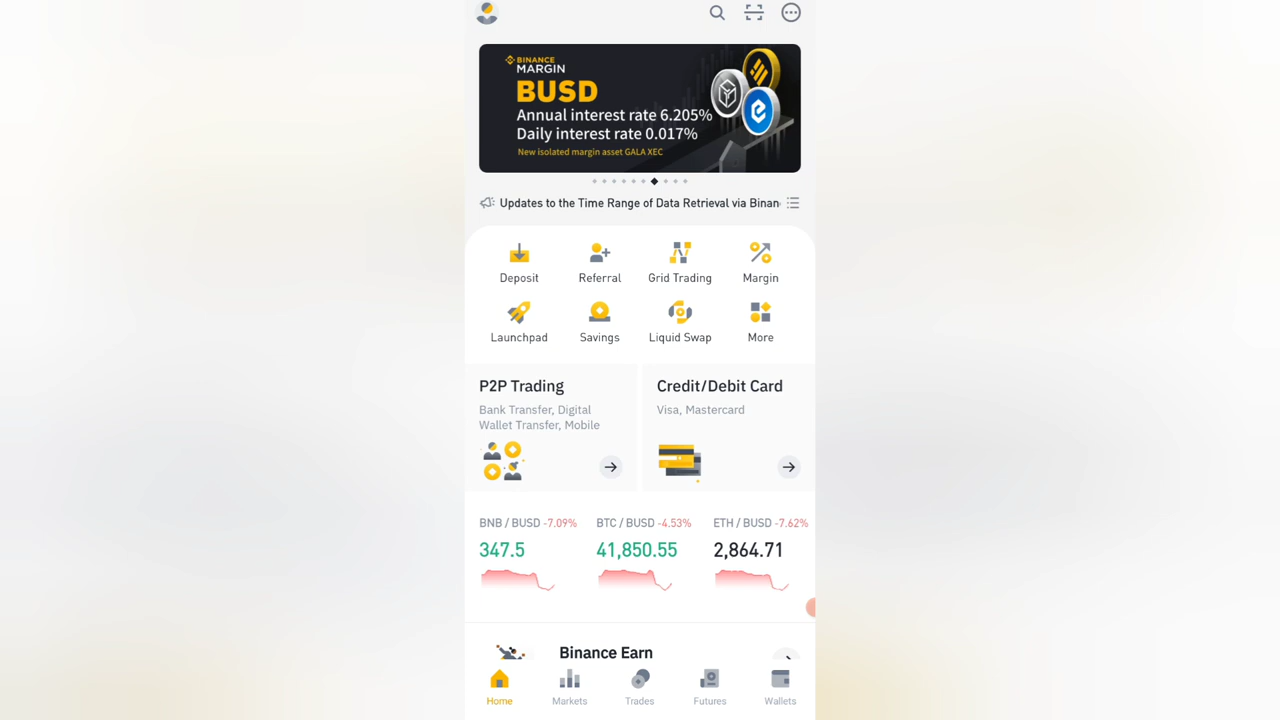 BINANCE
MARGIN
BUSD
Annual interest rate 6.205%
Daily interest rate 0.017%
New isolated margin asset GALA XEC
Updates to the Time Range of Data Retrieval via Binan
Deposit Referral Grid Trading Margin
Launchpad Savings Liquid Swap More
P2P Trading
Bank Transfer, Digital
Wallet Transfer, Mobile
Credit/Debit Card
Visa, Mastercard
BNB / BUSD -7.09% BTC / BUSD -4.53% ETH / BUSD -7.62%
347.5 41,850.55 2,864.71
Binance Earn
Home Markets Trades Futures Wallets